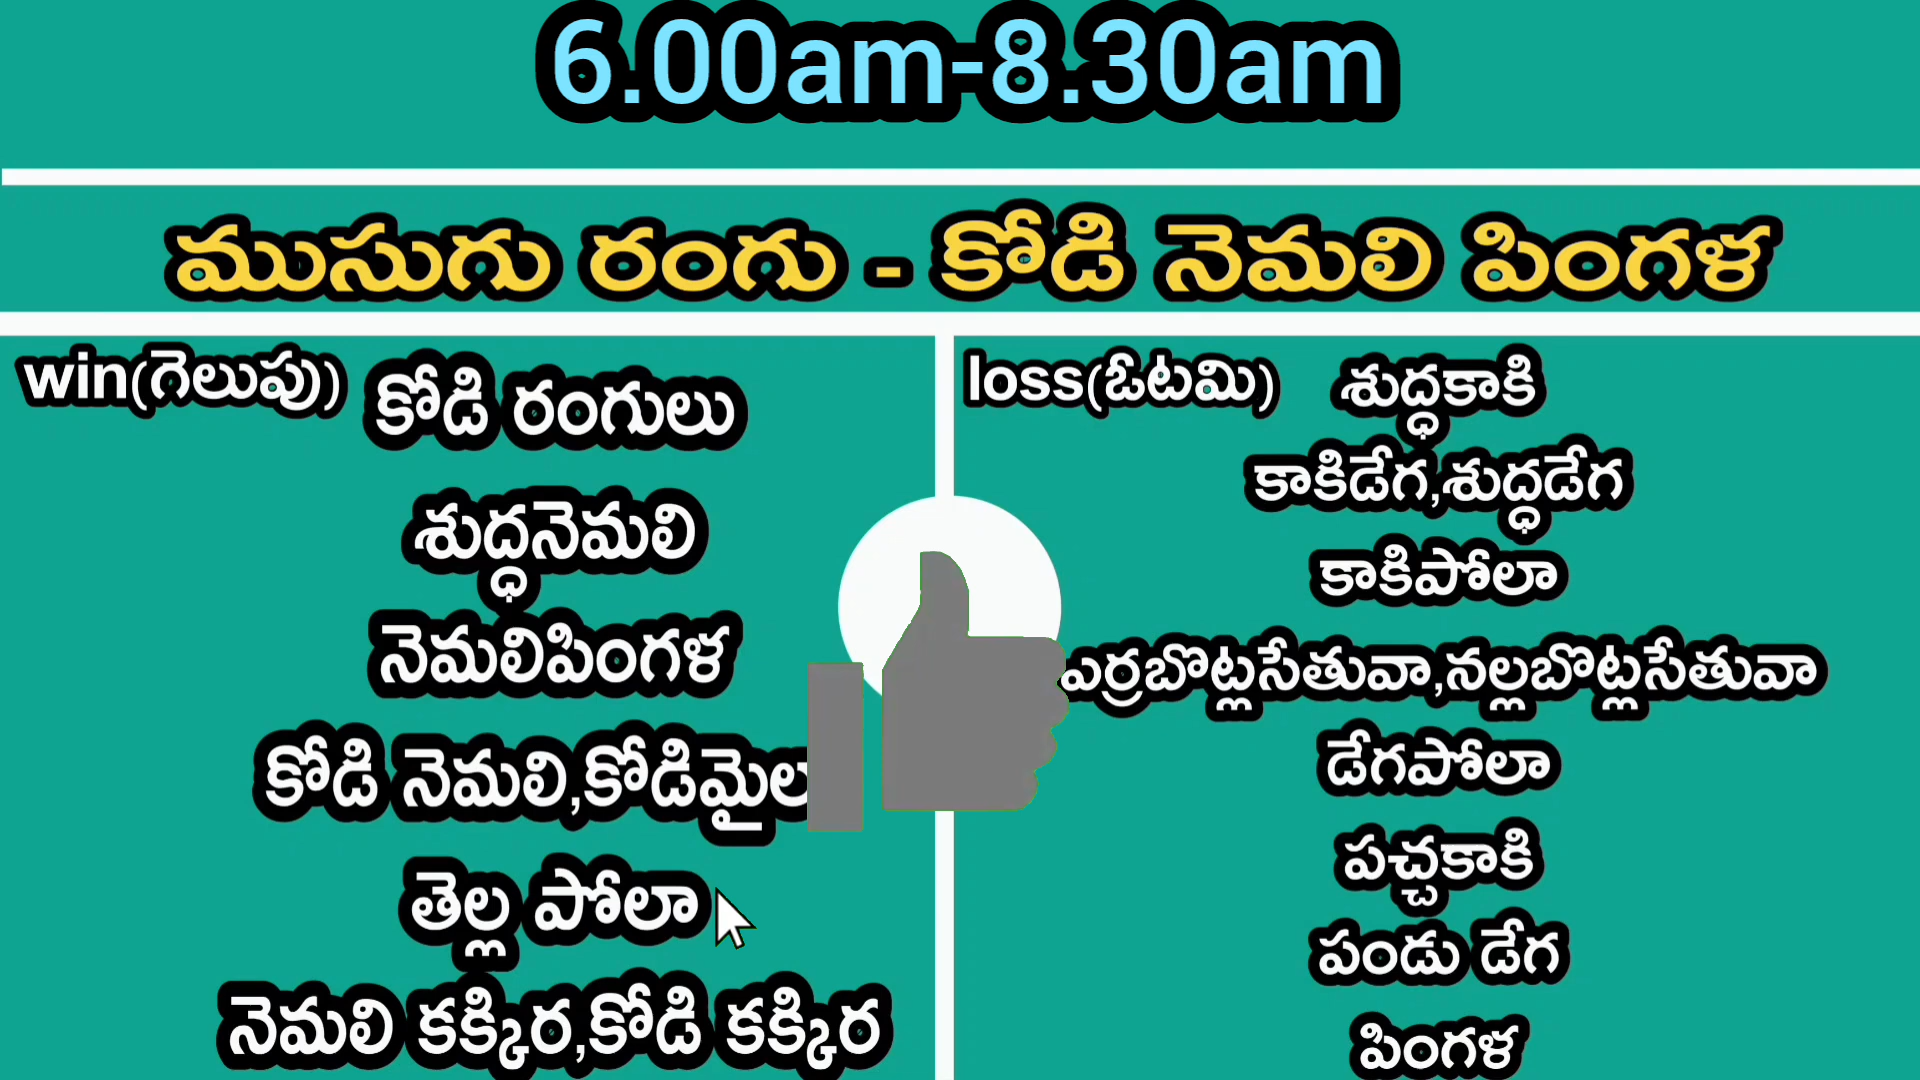 6.00am-8.30am
ముసుగు రంగు - కోడి నెమలి పింగళ
win(గెలుపు) కోడి రంగులు
శుద్ధనెమలి
నెమలిపింగళ
కోడి నెమలి,కోడిమైల
తెల్ల పోలా
నెమలి కక్కిర,కోడి కక్కిర
loss(ఓటమి) శుద్ధకాకి
కాకిడేగ,శుద్ధడేగ
కాకిపోలా
ఎర్రబొట్లసేతువా,నల్లబొట్లసేతువా
డేగపోలా
పచ్చకాకి
పండు డేగ
పింగళ